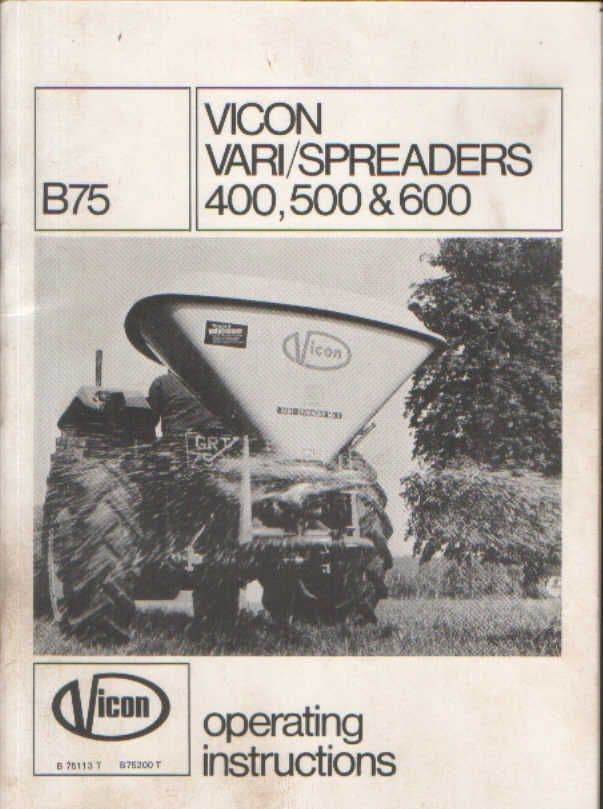 B75
VICON
VARI/SPREADERS
400, 500 & 600
Vicon
GRT
Vicon
B 75113 T B75200 T
operating
instructions